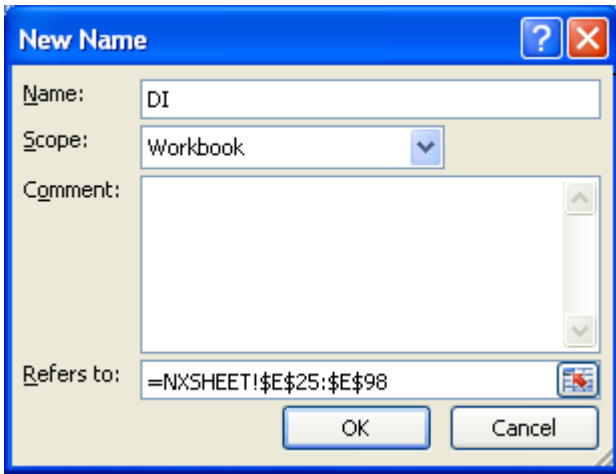 New Name
Name: DI
Scope: Workbook
Comment:
Refers to: =NXSHEET!$E$25:$E$98
OK Cancel